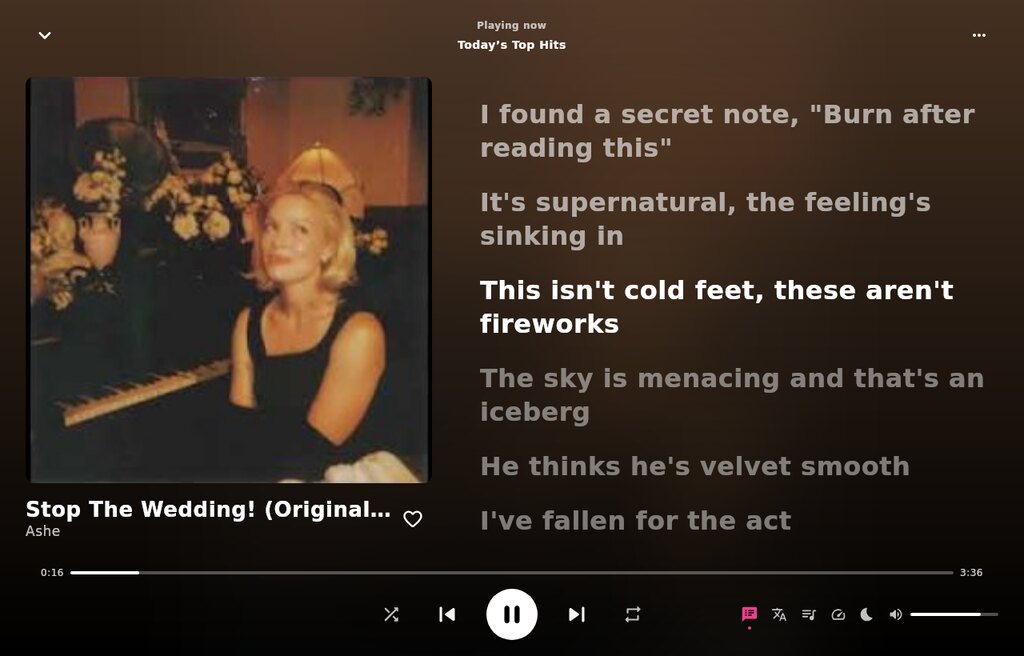 Playing now
Today’s Top Hits
I found a secret note, "Burn after
reading this"
It's supernatural, the feeling's
sinking in
This isn't cold feet, these aren't
fireworks
The sky is menacing and that's an
iceberg
He thinks he's velvet smooth
I've fallen for the act
Stop The Wedding! (Original...
Ashe
0:16
3:36